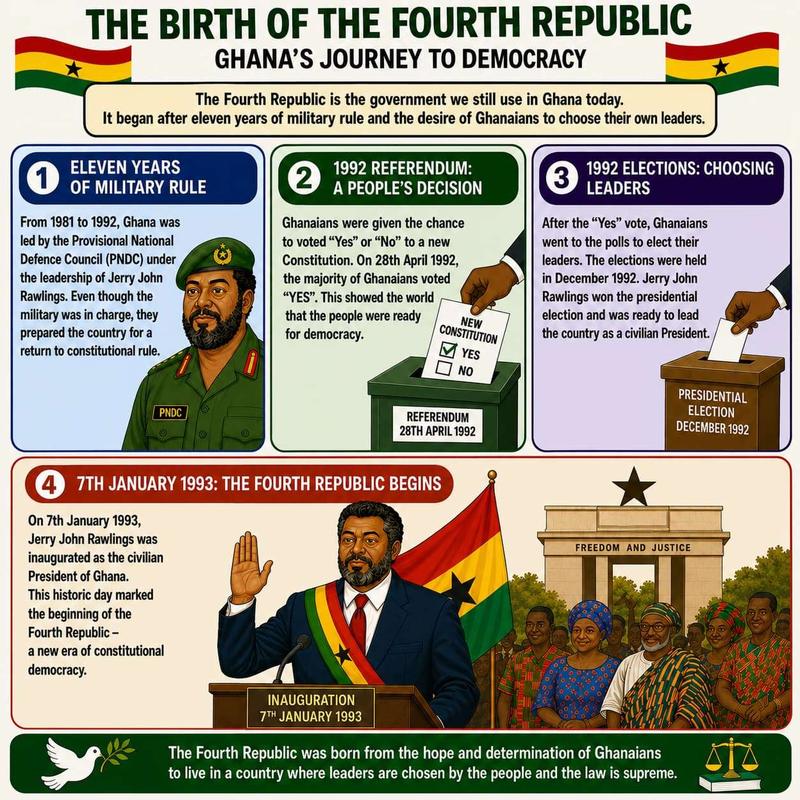 THE BIRTH OF THE FOURTH REPUBLIC
GHANA'S JOURNEY TO DEMOCRACY
The Fourth Republic is the government we still use in Ghana today.
It began after eleven years of military rule and the desire of Ghanaians to choose their own leaders.
1 ELEVEN YEARS
OF MILITARY RULE
From 1981 to 1992, Ghana was
led by the Provisional National
Defence Council (PNDC) under
the leadership of Jerry John
Rawlings. Even though the
military was in charge, they
prepared the country for a
return to constitutional rule.
PNDC
2 1992 REFERENDUM:
A PEOPLE'S DECISION
Ghanaians were given the chance
to voted “Yes” or “No” to a new
Constitution. On 28th April 1992,
the majority of Ghanaians voted
“YES”. This showed the world
that the people were ready
for democracy.
NEW
CONSTITUTION
YES
NO
REFERENDUM
28TH APRIL 1992
3 1992 ELECTIONS: CHOOSING
LEADERS
After the “Yes” vote, Ghanaians
went to the polls to elect their
leaders. The elections were held
in December 1992. Jerry John
Rawlings won the presidential
election and was ready to lead
the country as a civilian President.
PRESIDENTIAL
ELECTION
DECEMBER 1992
4 7TH JANUARY 1993: THE FOURTH REPUBLIC BEGINS
On 7th January 1993,
Jerry John Rawlings was
inaugurated as the civilian
President of Ghana.
This historic day marked
the beginning of the
Fourth Republic –
a new era of constitutional
democracy.
INAUGURATION
7TH JANUARY 1993
FREEDOM AND JUSTICE
The Fourth Republic was born from the hope and determination of Ghanaians
to live in a country where leaders are chosen by the people and the law is supreme.